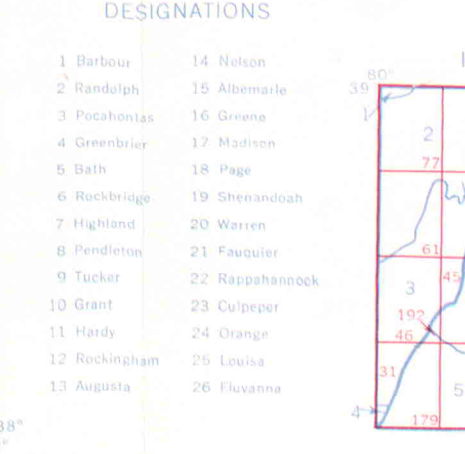 DESIGNATIONS
1 Barbour
2 Randolph
3 Pocahontas
4 Greenbrier
5 Bath
6 Rockbridge
7 Highland
8 Pendleton
9 Tucker
10 Grant
11 Hardy
12 Rockingham
13 Augusta
14 Nelson
15 Albemarle
16 Greene
17 Madison
18 Page
19 Shenandoah
20 Warren
21 Fauquier
22 Rappahannock
23 Culpeper
24 Orange
25 Louisa
26 Fluvanna
38°
80°
39
1
2
77
61
3
45
192
46
31
5
4
179